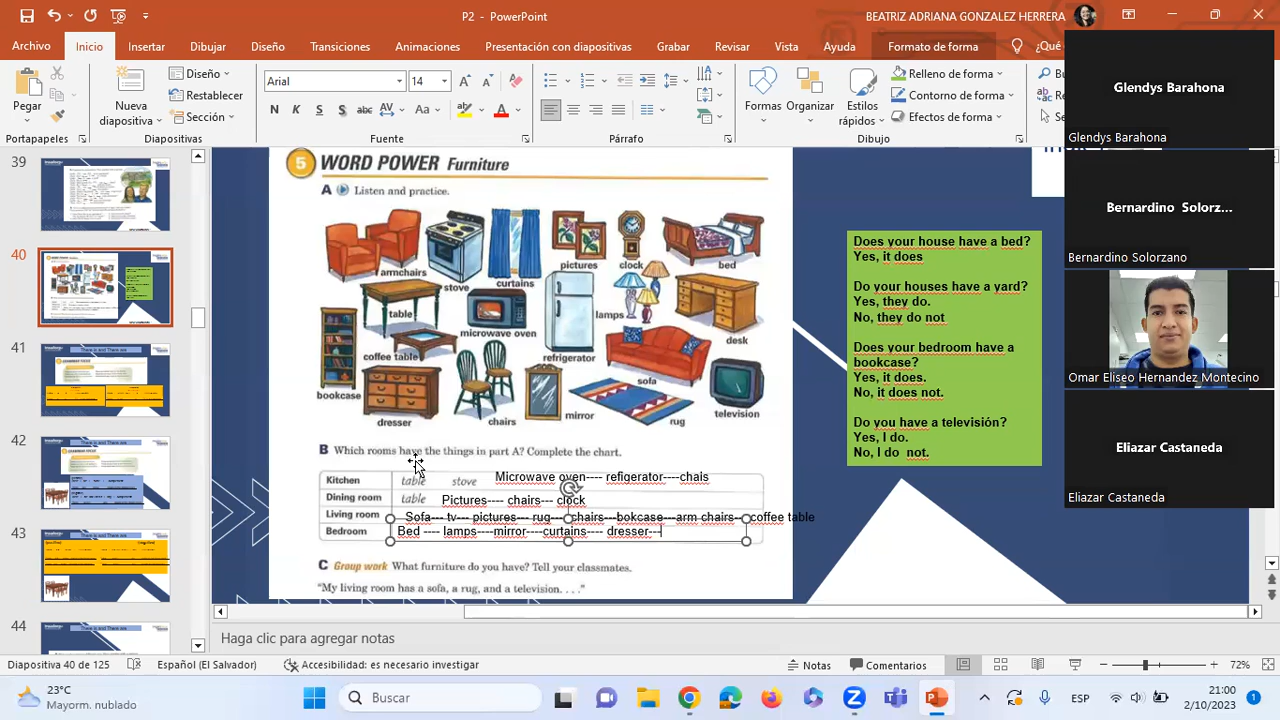 P2 - PowerPoint
BEATRIZ ADRIANA GONZALEZ HERRERA
Archivo Inicio Insertar Dibujar Diseño Transiciones Animaciones Presentación con diapositivas Grabar Revisar Vista Ayuda Formato de forma ¿Qué
Pegar
Portapapeles
Nueva diapositiva
Diseño
Restablecer
Sección
Diapositivas
Arial 14
N K S S abc AV Aa A A A
Fuente
Párrafo
Formas
Organizar
Estilos rápidos
Relleno de forma
Contorno de forma
Efectos de forma
Dibujo
39
40
41
42
43
44
5 WORD POWER Furniture
A Listen and practice.
armchairs
stove
curtains
pictures
clock
bed
table
microwave oven
lamps
desk
coffee table
refrigerator
bookcase
sofa
dresser
chairs
mirror
rug
television
B Which rooms have the things in part A? Complete the chart.
Kitchen table stove Microwave oven---- refigerator----chais
Dining room table Pictures---- chairs--- clock
Living room Sofa--- tv--- pictures--- rug---chairs---bokcase---arm chairs---coffee table
Bedroom Bed ---- lamps----mirror----curtains---- dresser---
C Group work What furniture do you have? Tell your classmates.
"My living room has a sofa, a rug, and a television. . . ."
Does your house have a bed?
Yes, it does
Do your houses have a yard?
Yes, they do.
No, they do not
Does your bedroom have a
bookcase?
Yes, it does.
No, it does not.
Do you have a televisión?
Yes, I do.
No, I do not.
Glendys Barahona
Glendys Barahona
Bernardino Solorz...
Bernardino Solorzano
Omar Eliseo Hernandez Montecino
Eliazar Castaneda
Eliazar Castaneda
Haga clic para agregar notas
Diapositiva 40 de 125 Español (El Salvador) Accesibilidad: es necesario investigar Notas Comentarios 72%
23°C
Mayorm. nublado
Buscar
ESP
21:00
2/10/2023
1